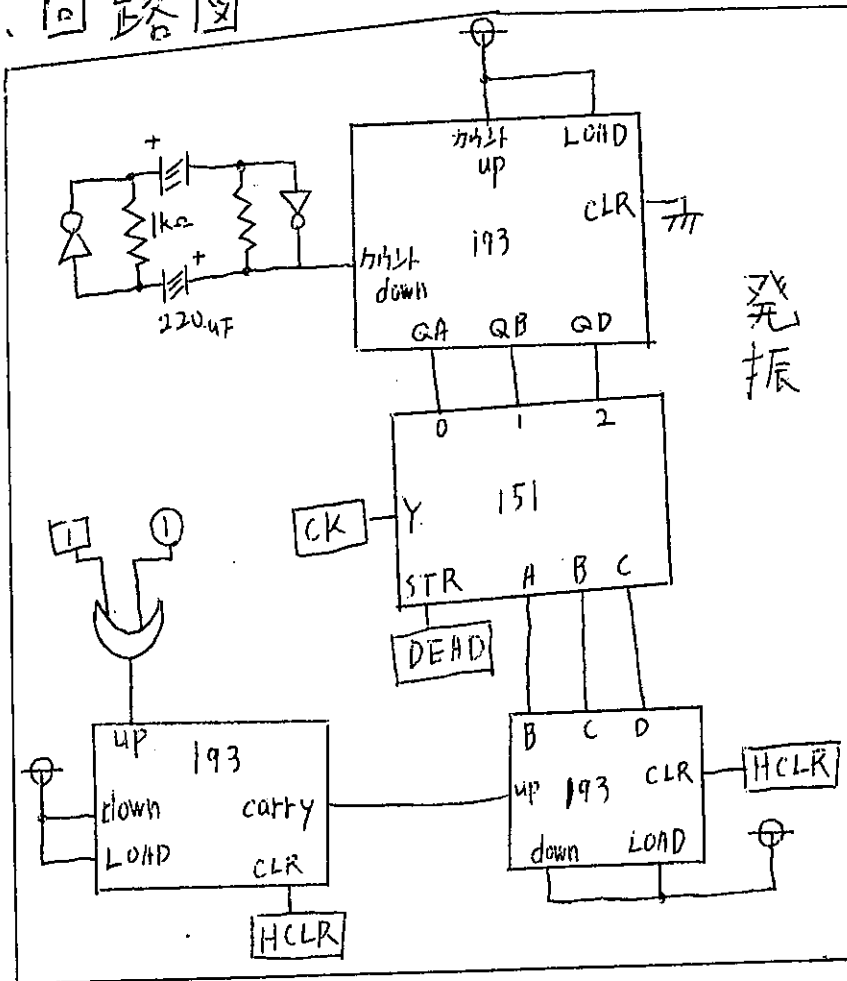 、回路図
カウント up LOAD
CLR
193
カウント down
QA QB QD
+
1kΩ
+
220uF
発振
0 1 2
151
CK Y
STR A B C
DEAD
1 1
up 193
down carry
LOAD CLR
HCLR
B C D
up 193 CLR HCLR
down LOAD